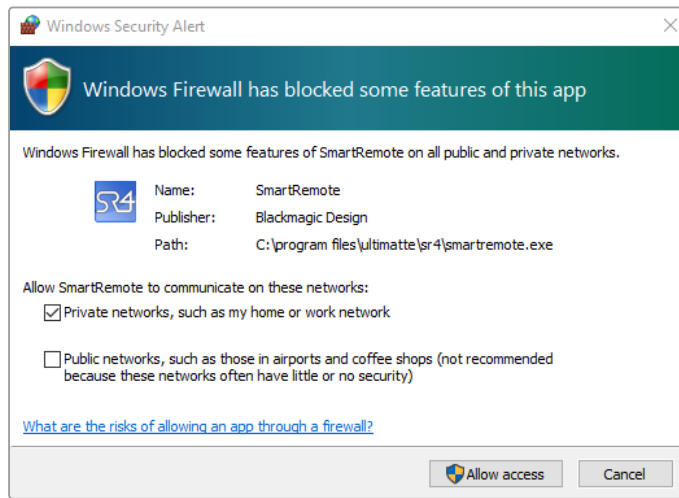 Windows Security Alert
Windows Firewall has blocked some features of this app
Windows Firewall has blocked some features of SmartRemote on all public and private networks.
SR4
Name: SmartRemote
Publisher: Blackmagic Design
Path: C:\program files\ultimatte\sr4\smartremote.exe
Allow SmartRemote to communicate on these networks:
Private networks, such as my home or work network
Public networks, such as those in airports and coffee shops (not recommended
because these networks often have little or no security)
What are the risks of allowing an app through a firewall?
Allow access Cancel